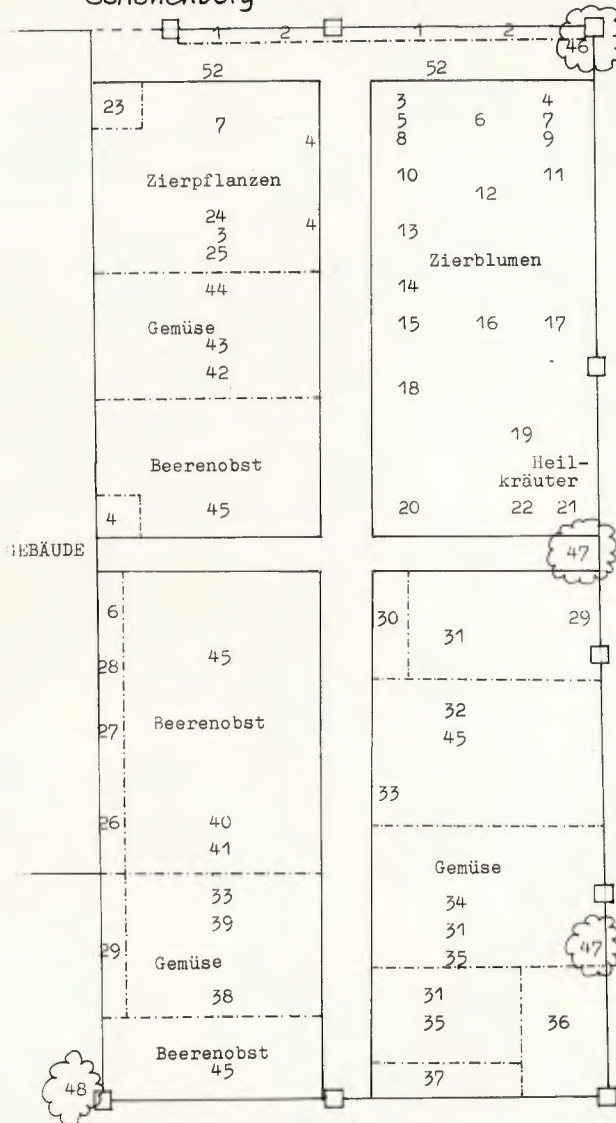 Schönenberg
1 2 1 2 46
52 52
23
7
4
Zierpflanzen
24 4
3
25
44
Gemüse
43
42
Beerenobst
4 45
3 4
5 6 7
8 9
10 11
12
13
Zierblumen
14
15 16 17
18
19
Heil-
kräuter
20 22 21
GEBÄUDE
47
6
45
28
27
Beerenobst
26 40
41
33
39
29
Gemüse
38
Beerenobst
45
48
30 31 29
32
45
33
Gemüse
34
31
35
47
31
35 36
37